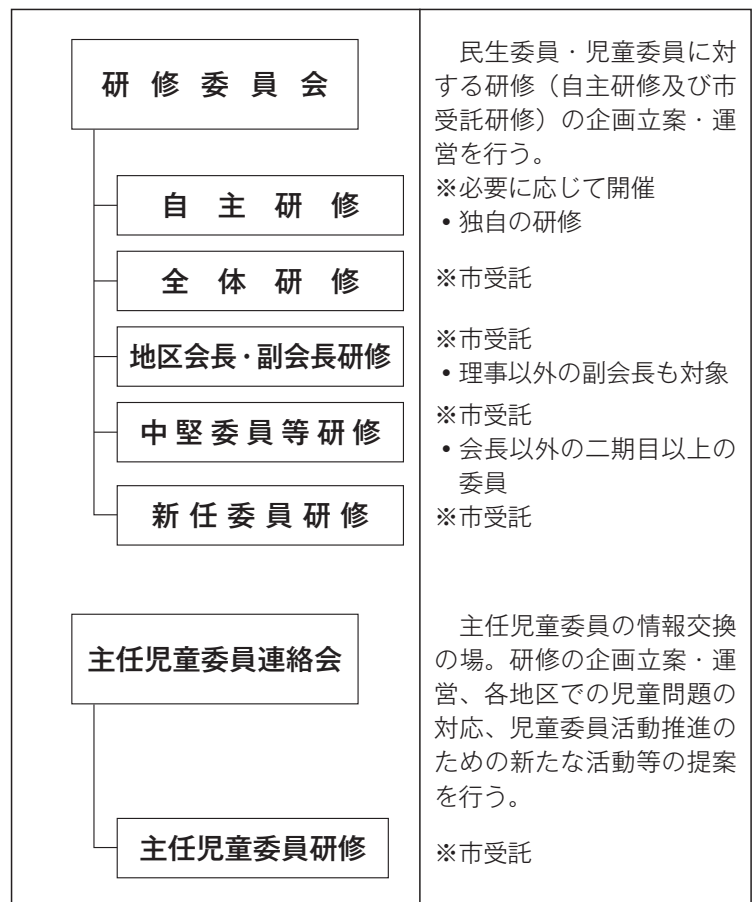 研修委員会
民生委員・児童委員に対
する研修（自主研修及び市
受託研修）の企画立案・運
営を行う。
自主研修
※必要に応じて開催
•独自の研修
全体研修
※市受託
地区会長・副会長研修
※市受託
•理事以外の副会長も対象
中堅委員等研修
※市受託
•会長以外の二期目以上の
委員
新任委員研修
※市受託
主任児童委員連絡会
主任児童委員の情報交換
の場。研修の企画立案・運
営、各地区での児童問題の
対応、児童委員活動推進の
ための新たな活動等の提案
を行う。
主任児童委員研修
※市受託